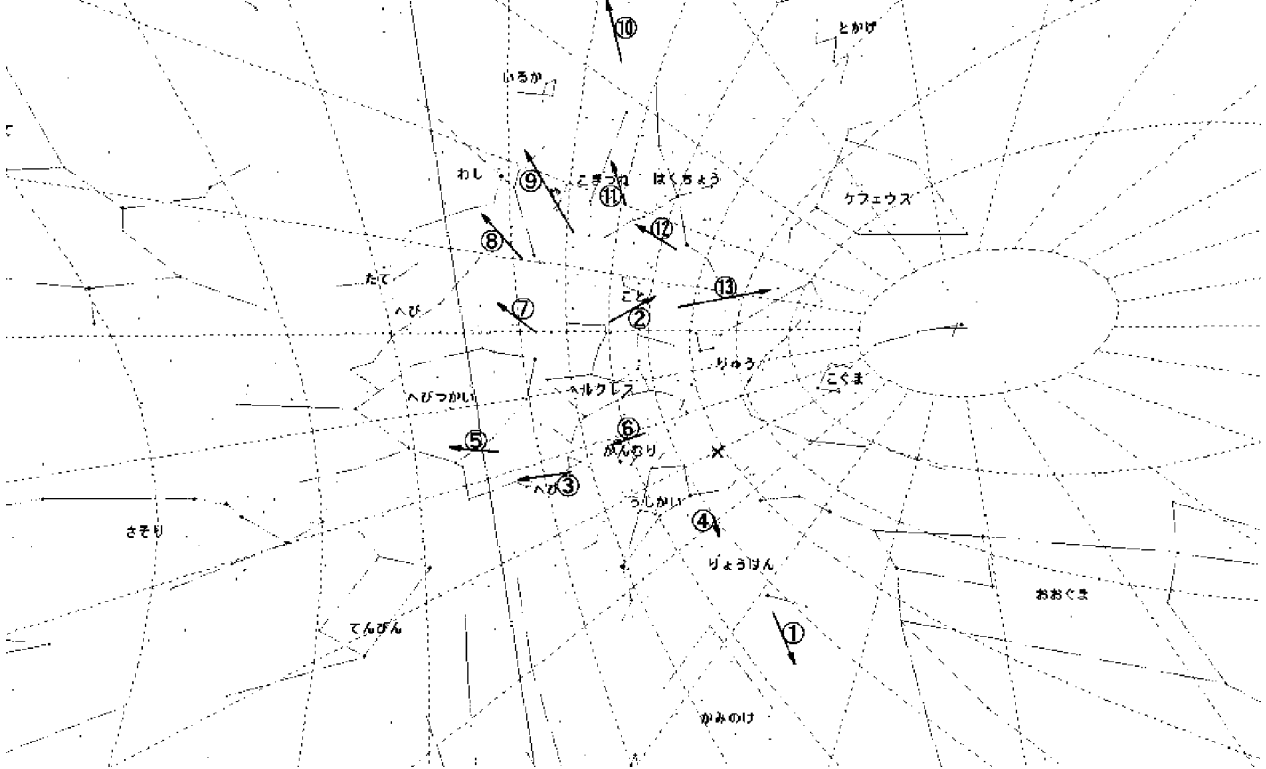 ⑩
とかげ
いるか
わし
⑨
こぎつね
⑪
はくちょう
ケフェウス
⑧
⑫
たて
へび
⑦
こと
②
⑬
りゅう
こぐま
へびつかい
ヘルクレス
⑤
⑥
かんむり
へび
③
うしかい
④
さそり
りょうけん
おおぐま
てんびん
①
かみのけ